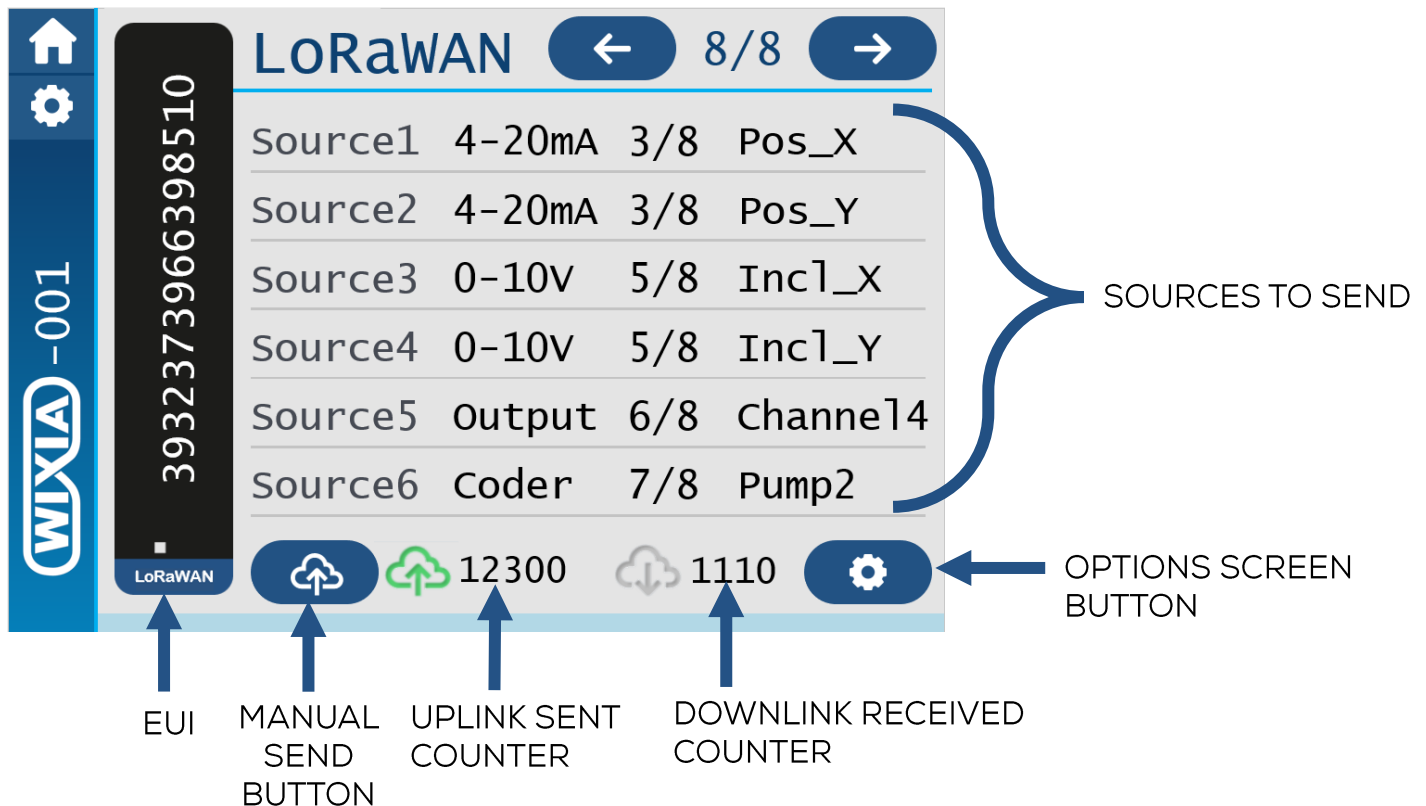 WIXIA -001
3932373966398510
LoRaWAN
LoRaWAN 8/8
Source1 4-20mA 3/8 Pos_X
Source2 4-20mA 3/8 Pos_Y
Source3 0-10V 5/8 Incl_X
Source4 0-10V 5/8 Incl_Y
Source5 Output 6/8 Channel4
Source6 Coder 7/8 Pump2
12300 1110
SOURCES TO SEND
OPTIONS SCREEN
BUTTON
EUI
MANUAL
SEND
BUTTON
UPLINK SENT
COUNTER
DOWNLINK RECEIVED
COUNTER